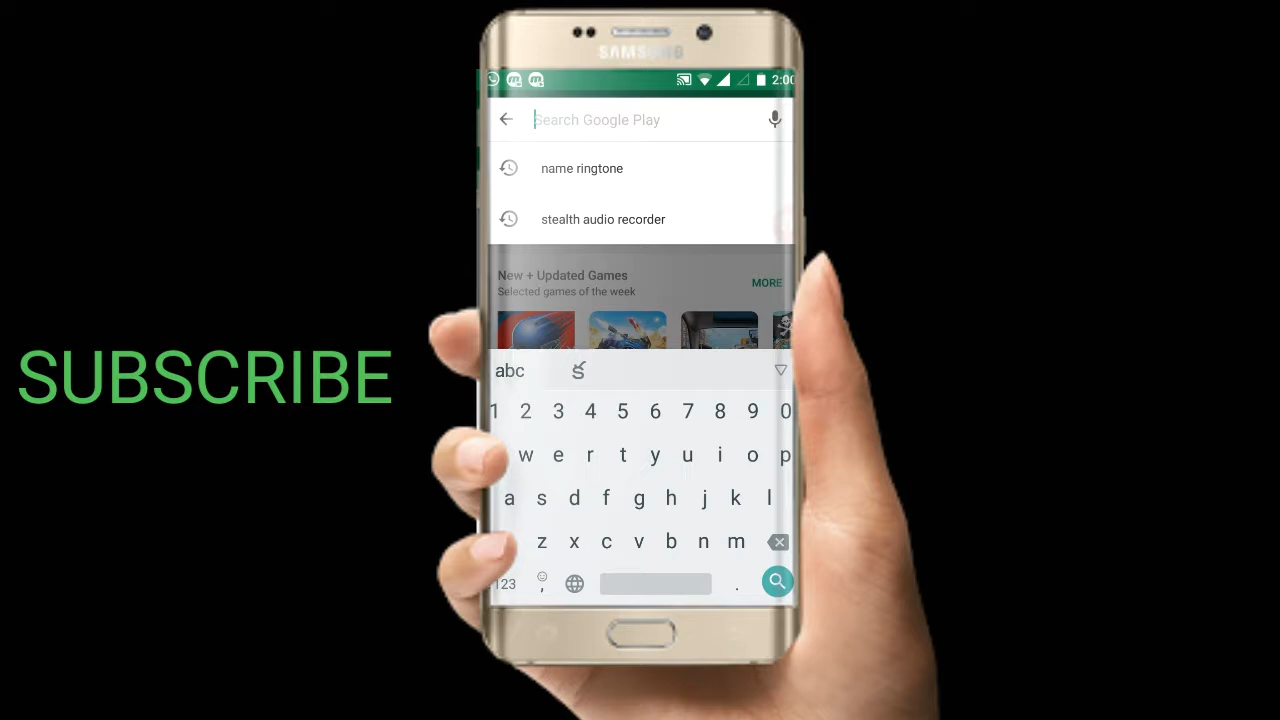 SAMSUNG
2:00
Search Google Play
name ringtone
stealth audio recorder
New + Updated Games
MORE
Selected games of the week
SUBSCRIBE
abc క
1 2 3 4 5 6 7 8 9 0
w e r t y u i o p
a s d f g h j k l
z x c v b n m
123 , .